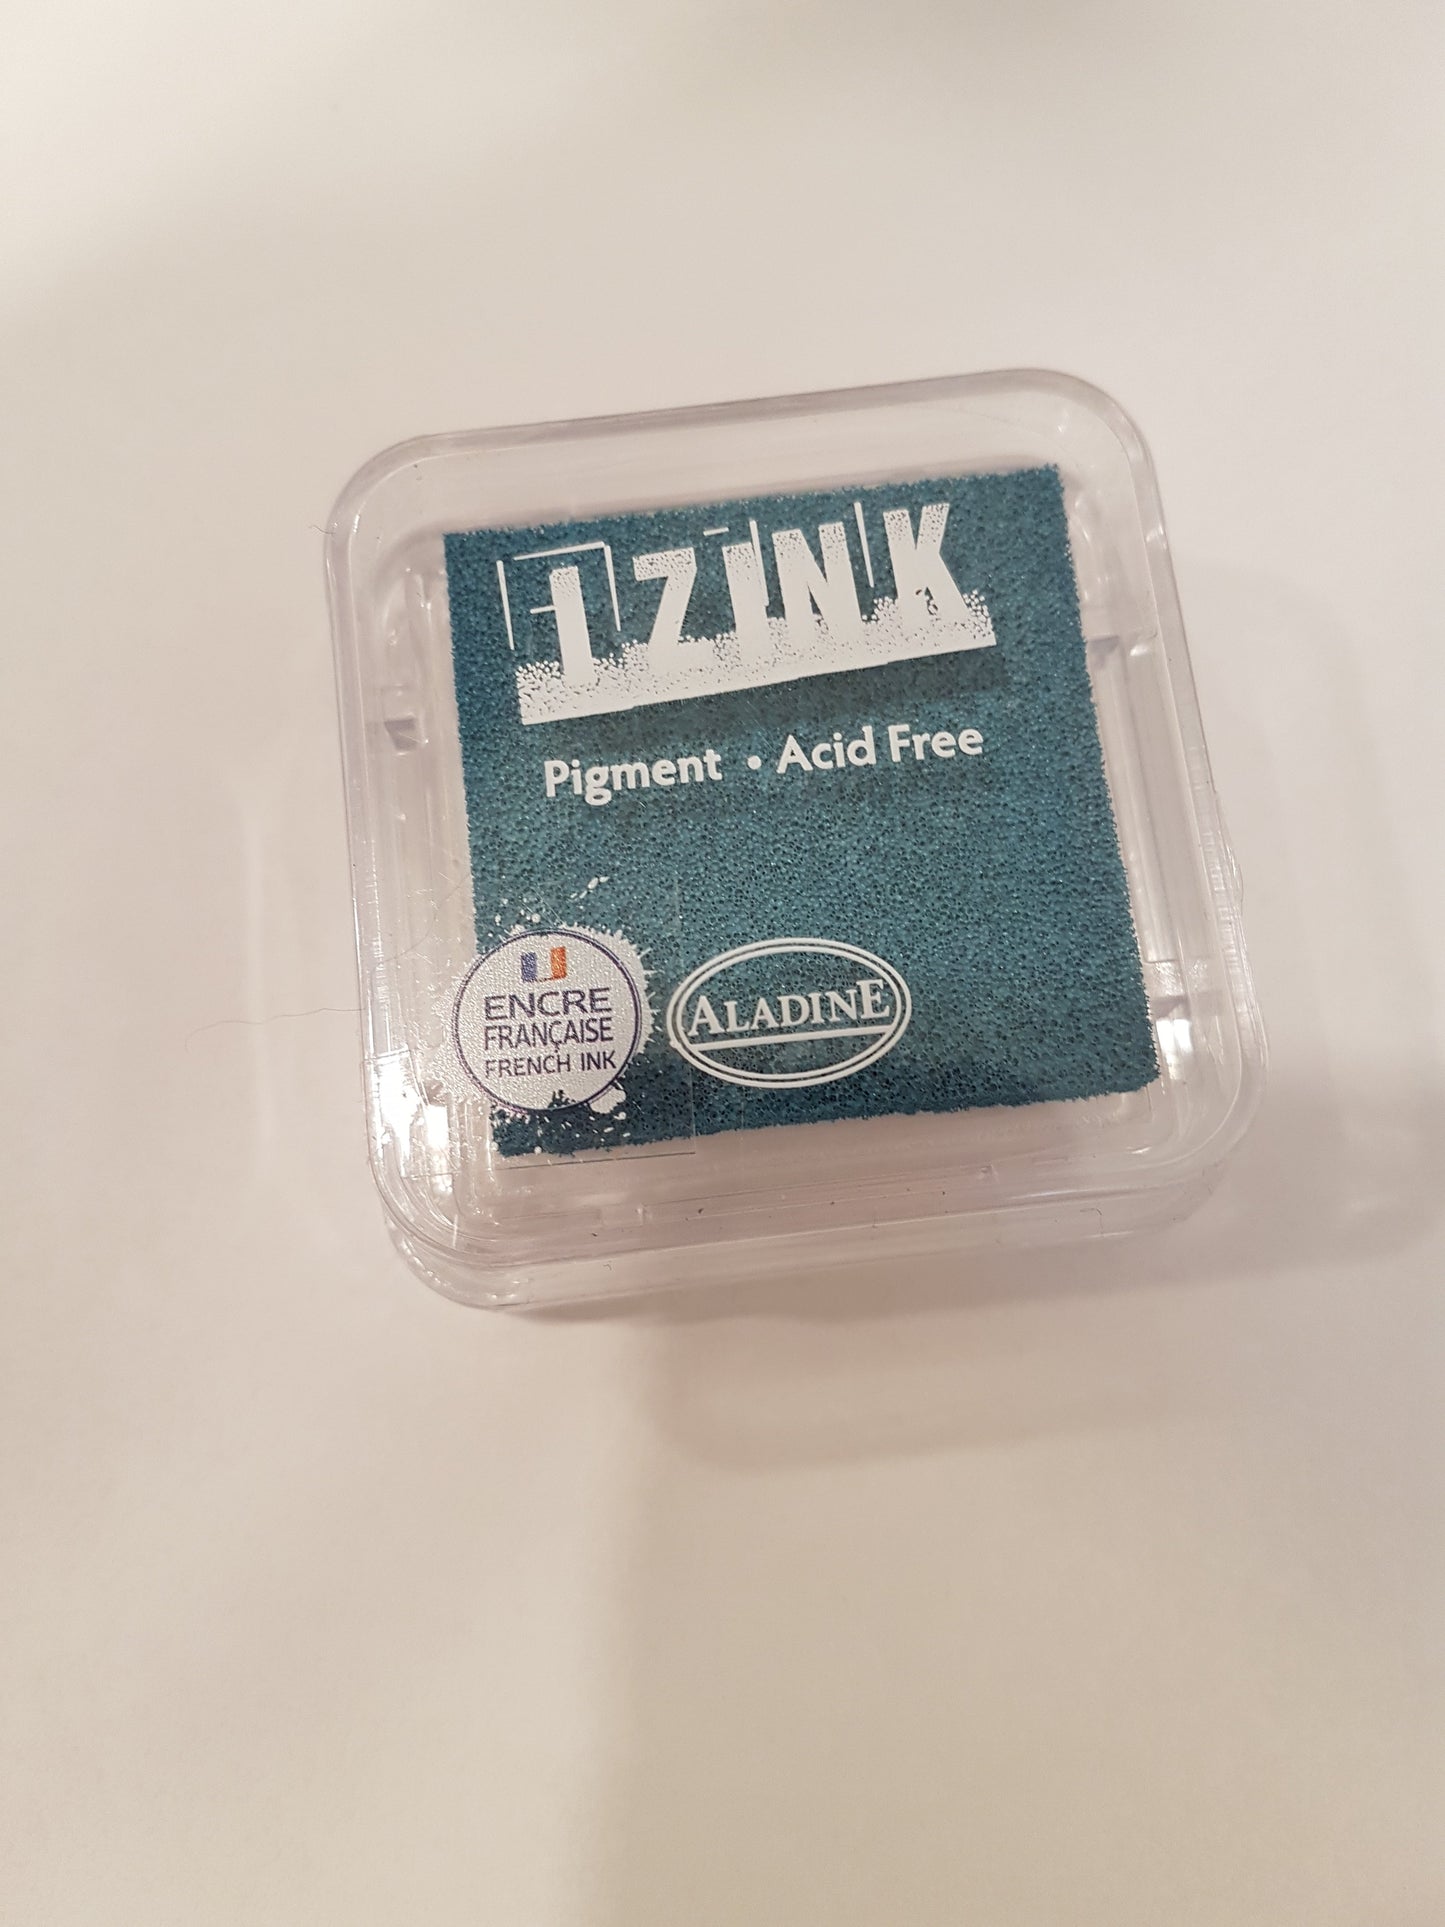 IZINK
Pigment • Acid Free
ENCRE
FRANÇAISE
FRENCH INK
ALADINE